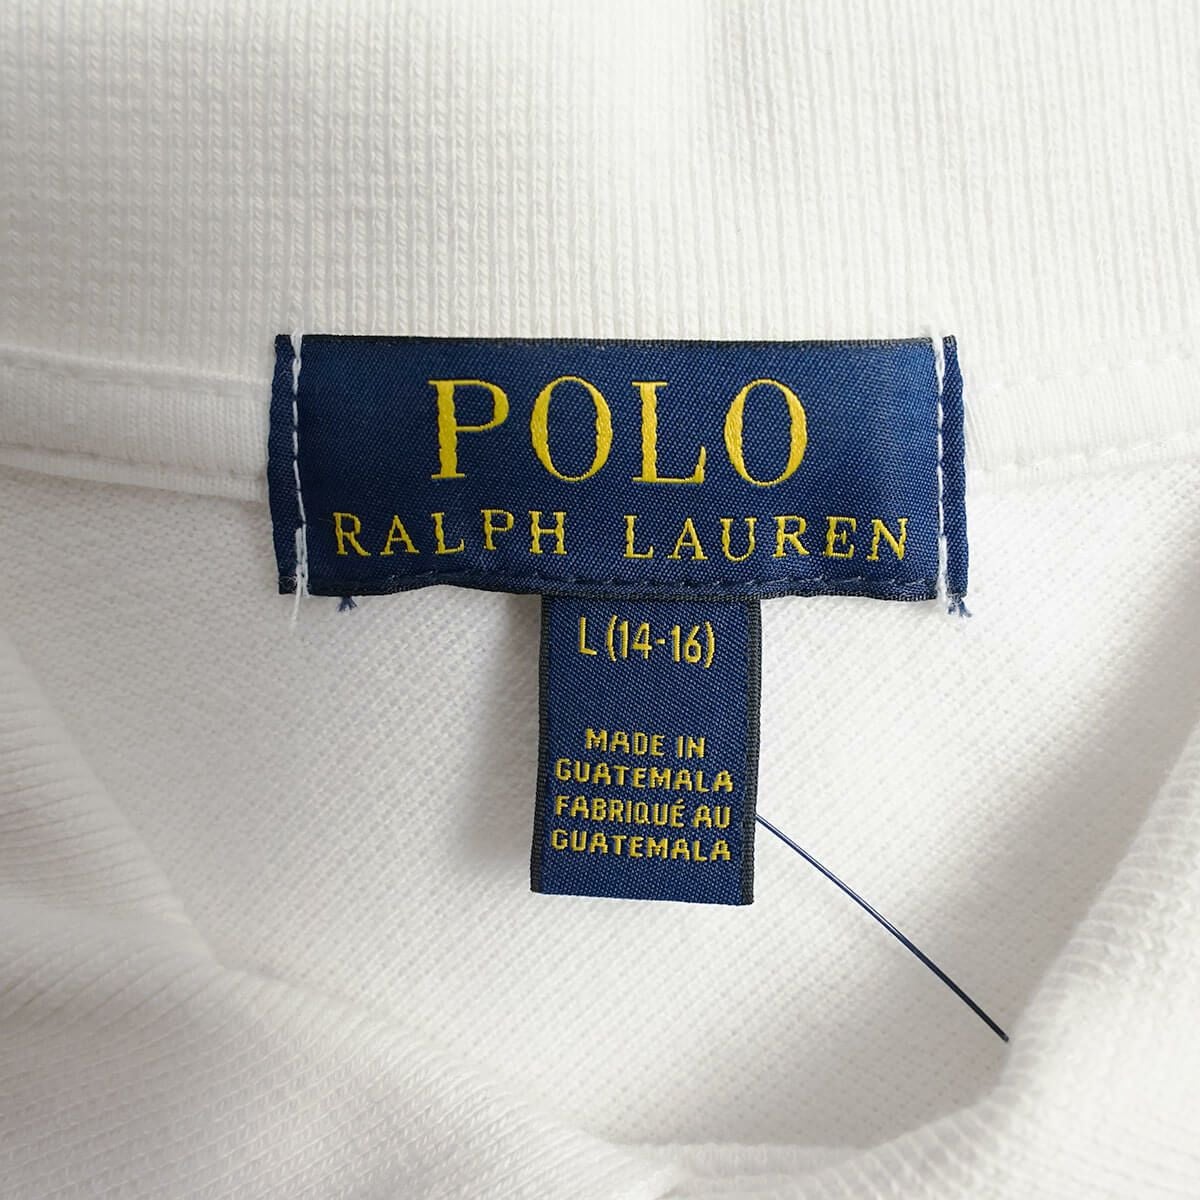 POLO
RALPH LAUREN
L (14-16)
MADE IN
GUATEMALA
FABRIQUÉ AU
GUATEMALA